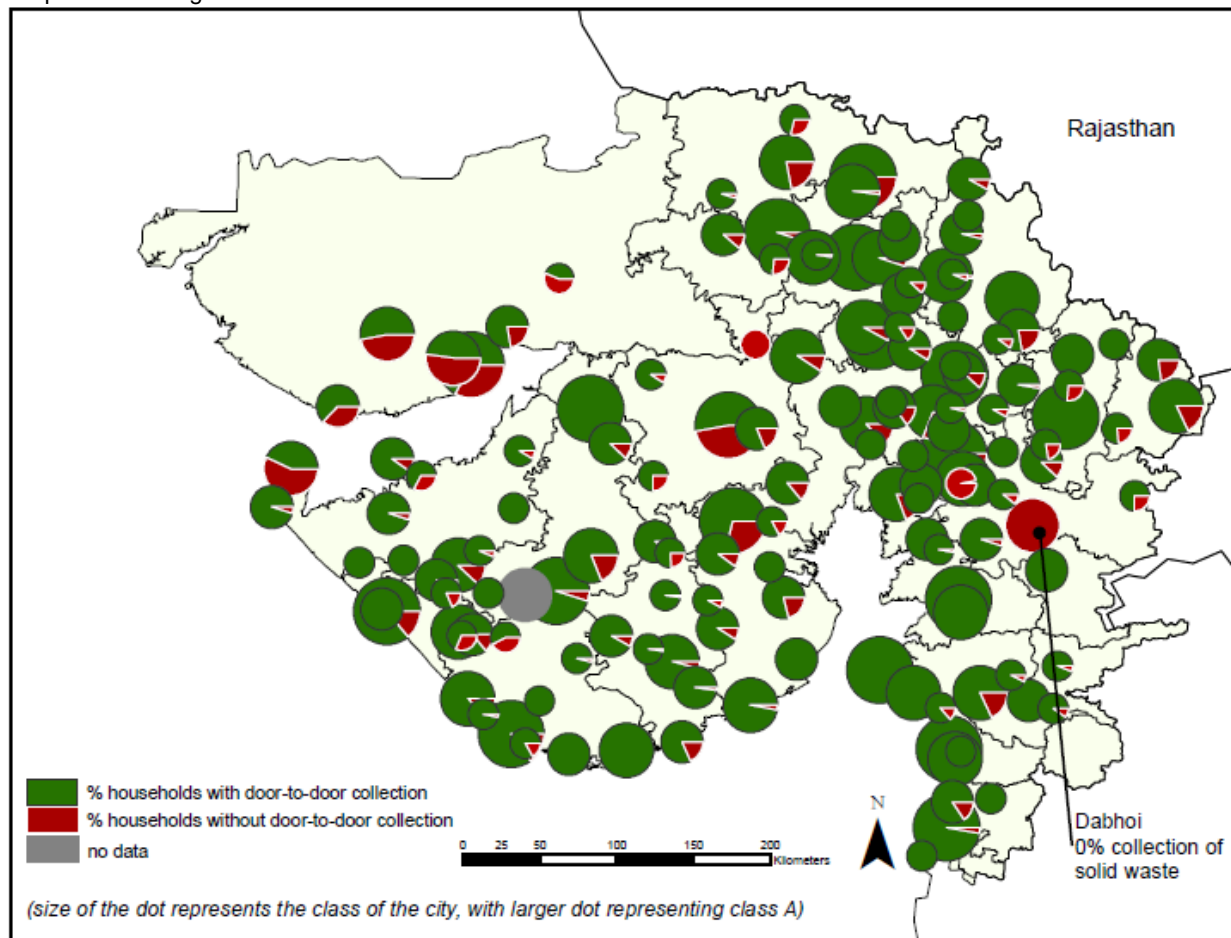 Rajasthan
% households with door-to-door collection
% households without door-to-door collection
no data
0 50 100 150 200
Kilometers
N
Dabhoi
0% collection of
solid waste
(size of the dot represents the class of the city, with larger dot representing class A)